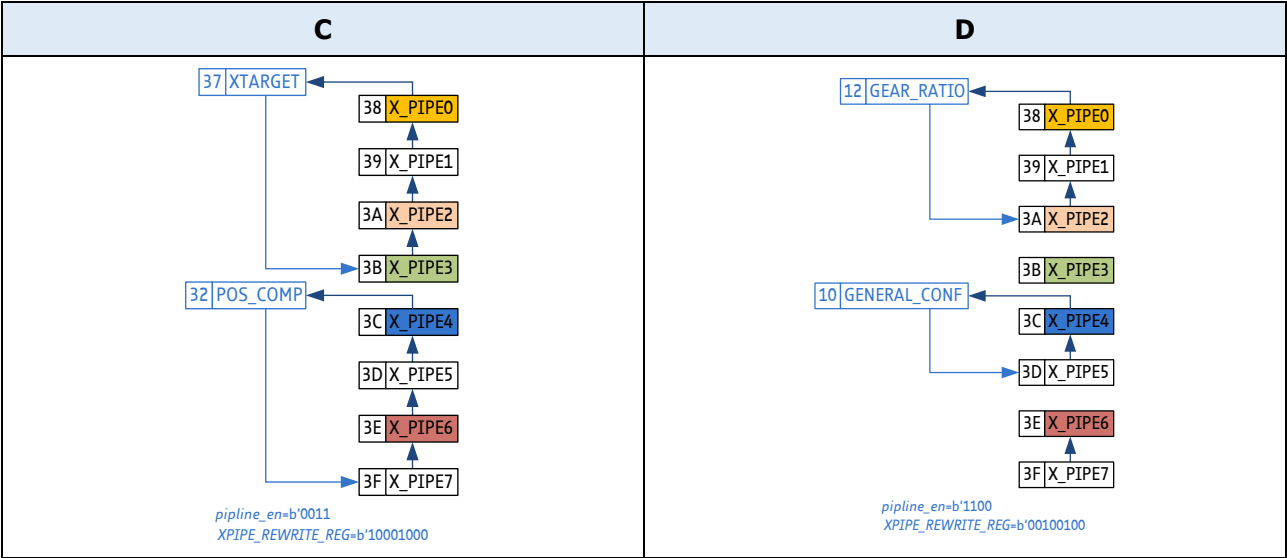 C
D
37 XTARGET
38 X_PIPE0
39 X_PIPE1
3A X_PIPE2
3B X_PIPE3
32 POS_COMP
3C X_PIPE4
3D X_PIPE5
3E X_PIPE6
3F X_PIPE7
pipline_en=b'0011
XPIPE_REWRITE_REG=b'10001000
12 GEAR_RATIO
38 X_PIPE0
39 X_PIPE1
3A X_PIPE2
3B X_PIPE3
10 GENERAL_CONF
3C X_PIPE4
3D X_PIPE5
3E X_PIPE6
3F X_PIPE7
pipline_en=b'1100
XPIPE_REWRITE_REG=b'00100100